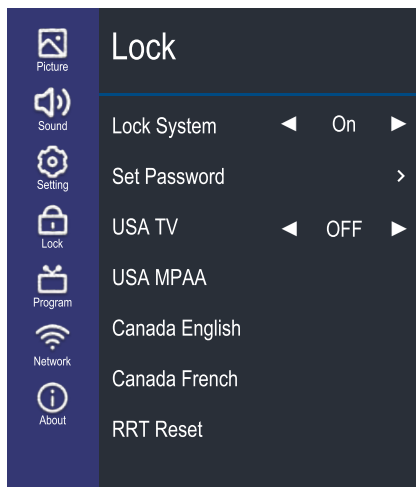 Picture
Sound
Setting
Lock
Program
Network
About
Lock
Lock System On
Set Password
USA TV OFF
USA MPAA
Canada English
Canada French
RRT Reset